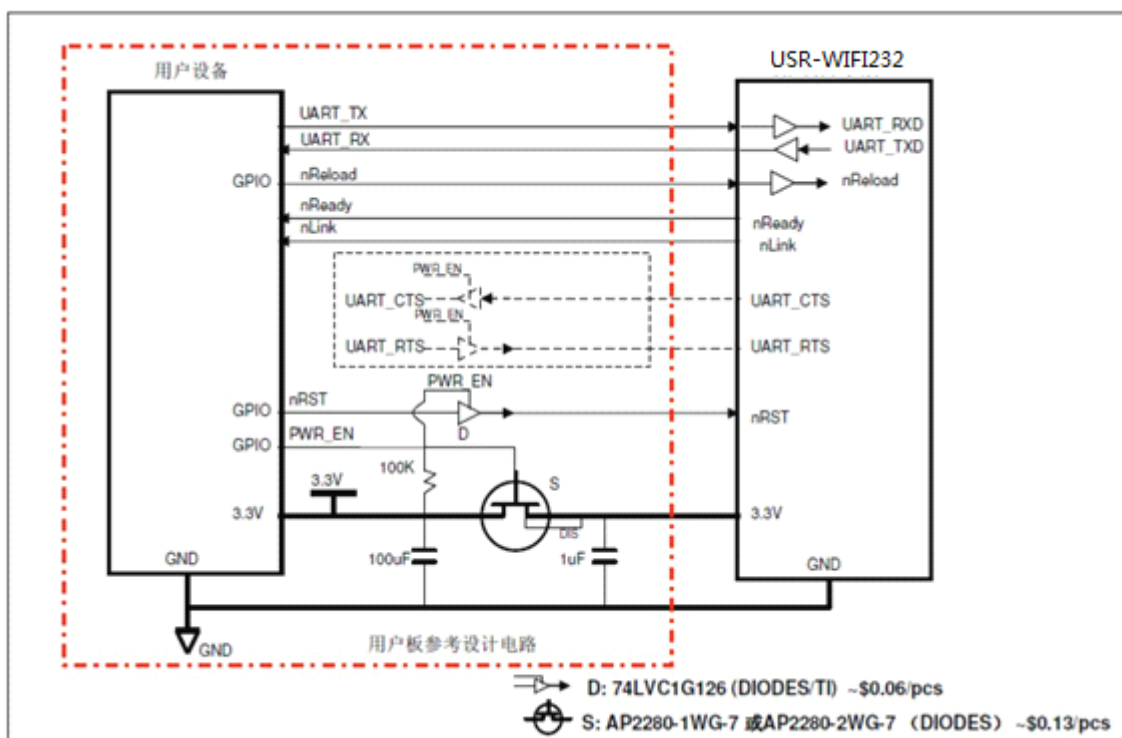 USR-WIFI232
用户设备
UART_TX
UART_RXD
UART_RX
UART_TXD
GPIO
nReload
nReload
nReady
nReady
nLink
nLink
PWR_EN
UART_CTS
UART_CTS
PWR_EN
UART_RTS
UART_RTS
PWR_EN
GPIO
nRST
nRST
D
GPIO
PWR_EN
100K
3.3V
S
3.3V
3.3V
DIS
GND
100uF
1uF
GND
用户板参考设计电路
GND
D: 74LVC1G126 (DIODES/TI) ~$0.06/pcs
S: AP2280-1WG-7 或AP2280-2WG-7 （DIODES） ~$0.13/pcs